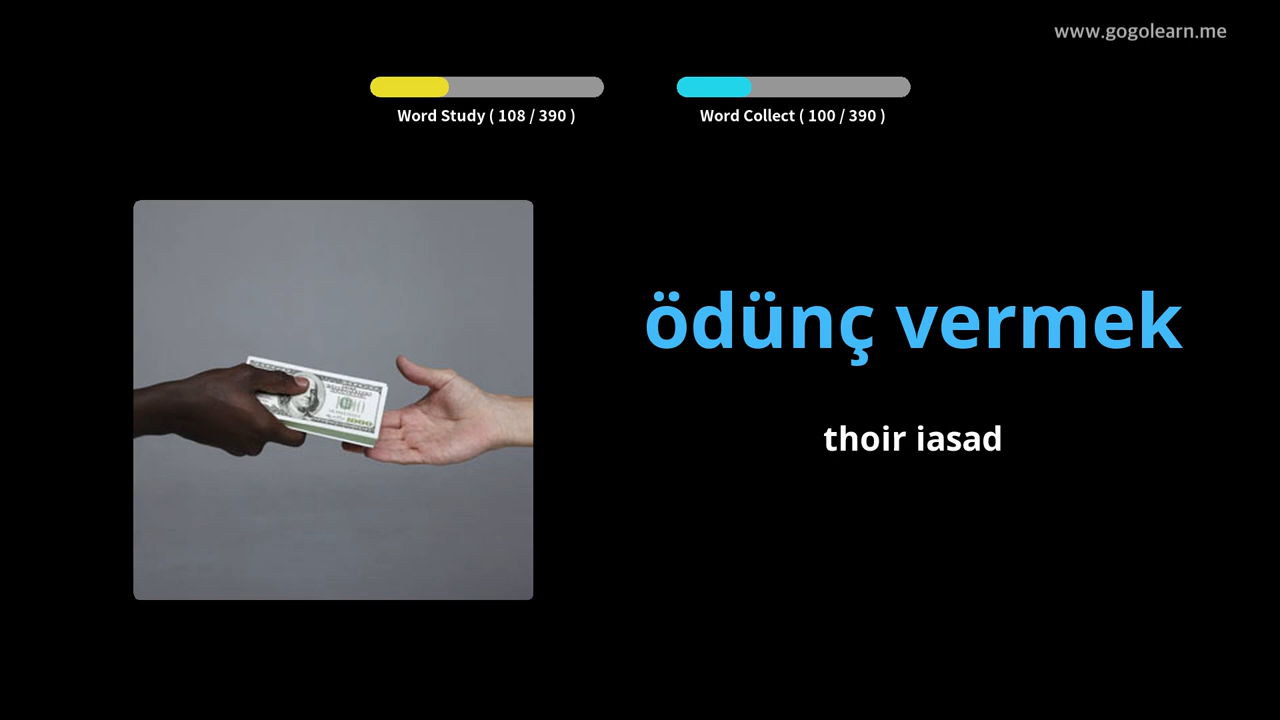 www.gogolearn.me
Word Study ( 108 / 390 )
Word Collect ( 100 / 390 )
ödünç vermek
thoir iasad